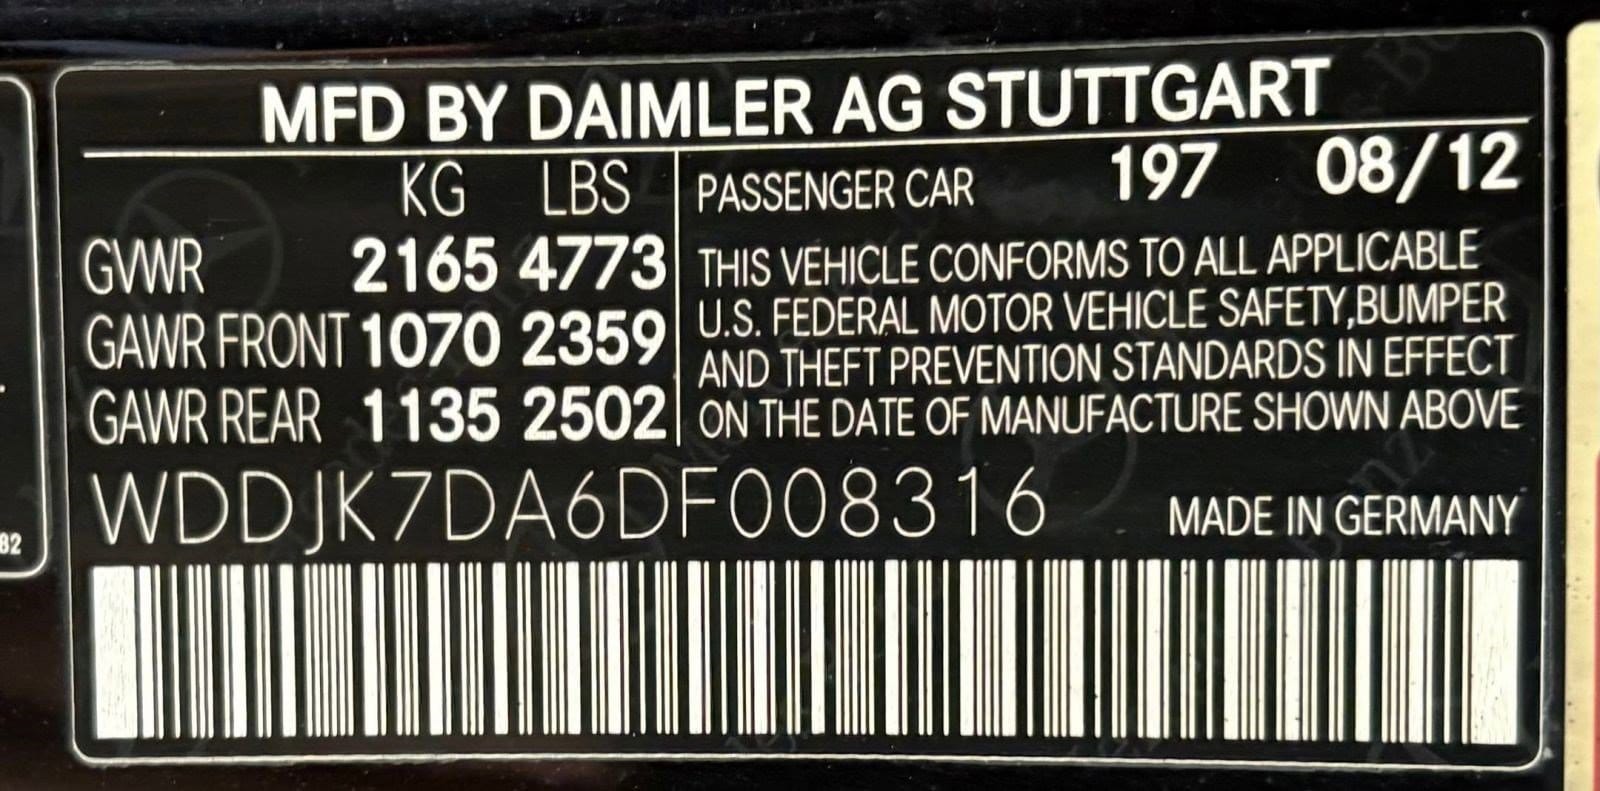 MFD BY DAIMLER AG STUTTGART
KG LBS
GVWR 2165 4773
GAWR FRONT 1070 2359
GAWR REAR 1135 2502
PASSENGER CAR 197 08/12
THIS VEHICLE CONFORMS TO ALL APPLICABLE
U.S. FEDERAL MOTOR VEHICLE SAFETY,BUMPER
AND THEFT PREVENTION STANDARDS IN EFFECT
ON THE DATE OF MANUFACTURE SHOWN ABOVE
WDDJK7DA6DF008316 MADE IN GERMANY
82